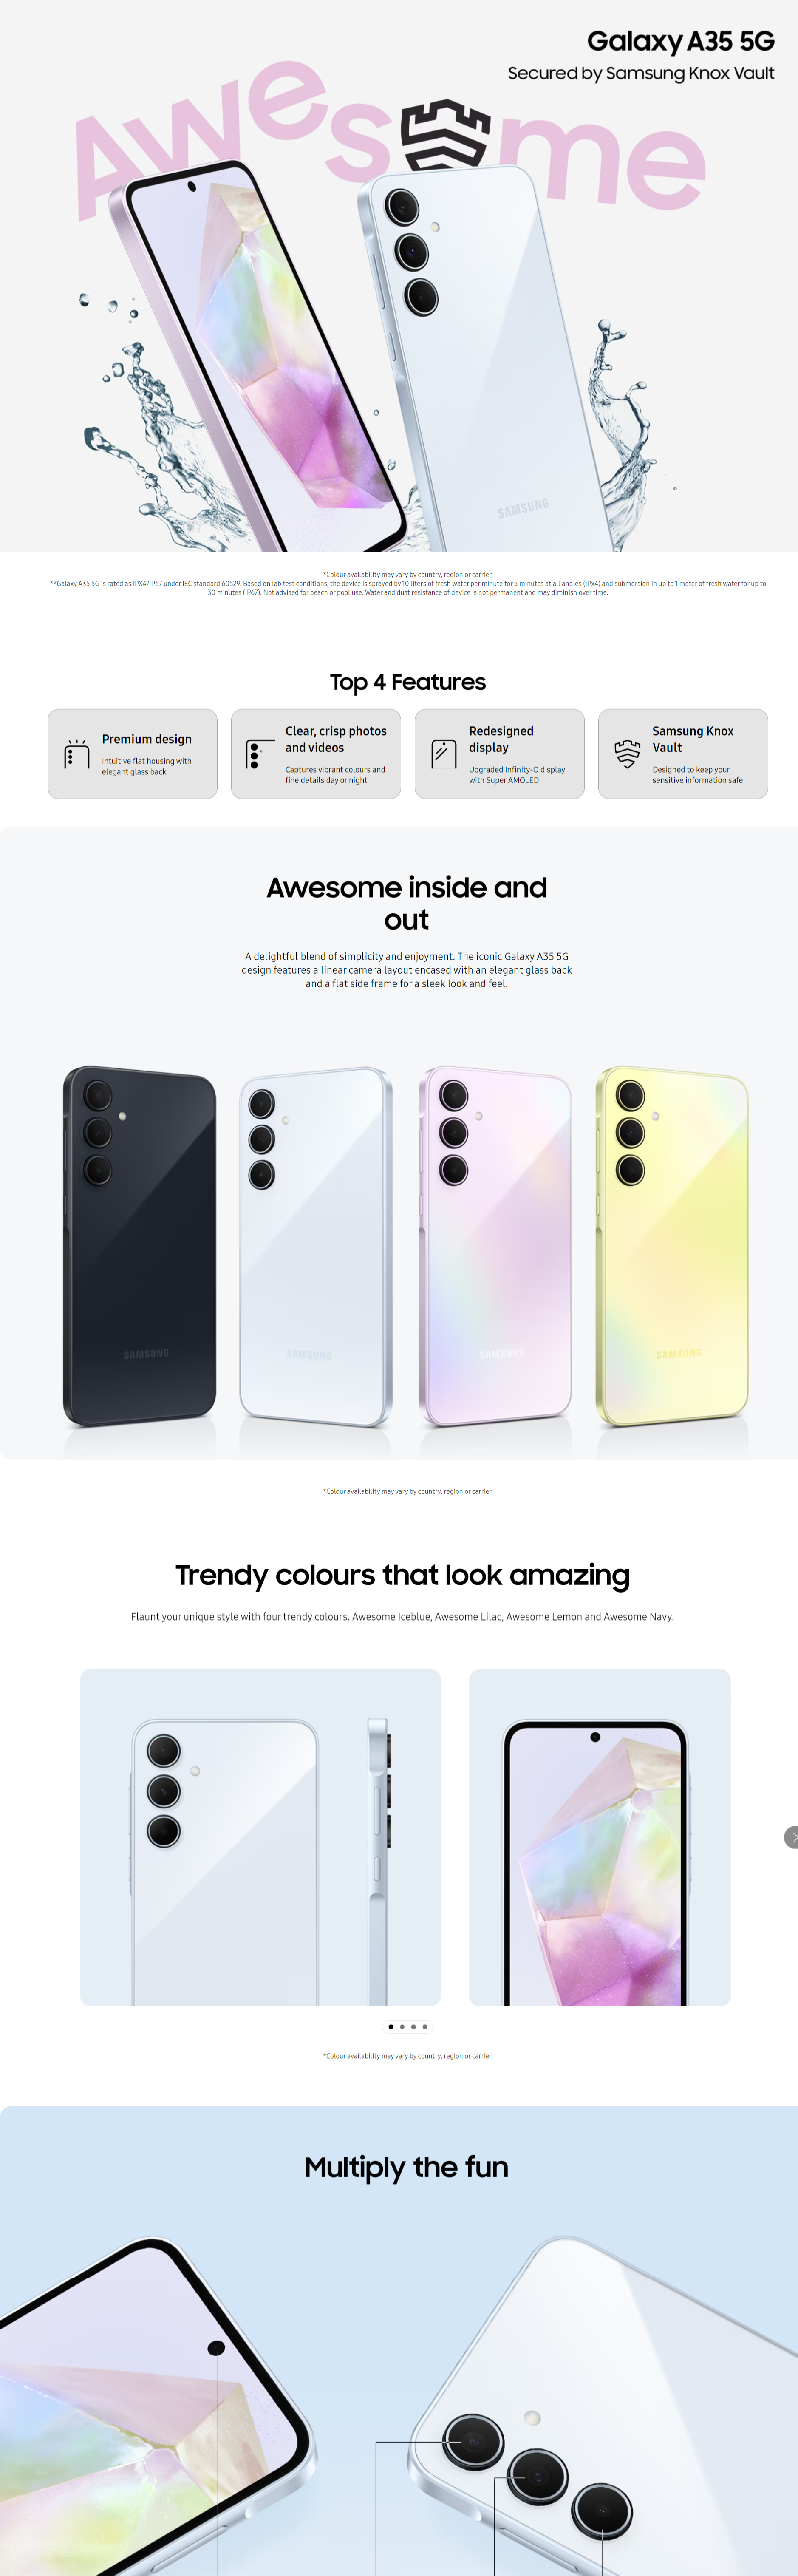 Galaxy A35 5G
Secured by Samsung Knox Vault
Awesome
SAMSUNG
*Colour availability may vary by country, region or carrier.
**Galaxy A35 5G is rated as IPX4/IP67 under IEC standard 60529. Based on lab test conditions, the device is sprayed by 10 liters of fresh water per minute for 5 minutes at all angles (IPx4) and submersion in up to 1 meter of fresh water for up to
30 minutes (IP67). Not advised for beach or pool use. Water and dust resistance of device is not permanent and may diminish over time.
Top 4 Features
Premium design
Intuitive flat housing with
elegant glass back
Clear, crisp photos
and videos
Captures vibrant colours and
fine details day or night
Redesigned
display
Upgraded Infinity-O display
with Super AMOLED
Samsung Knox
Vault
Designed to keep your
sensitive information safe
Awesome inside and
out
A delightful blend of simplicity and enjoyment. The iconic Galaxy A35 5G
design features a linear camera layout encased with an elegant glass back
and a flat side frame for a sleek look and feel.
SAMSUNG
SAMSUNG
SAMSUNG
SAMSUNG
*Colour availability may vary by country, region or carrier.
Trendy colours that look amazing
Flaunt your unique style with four trendy colours. Awesome Iceblue, Awesome Lilac, Awesome Lemon and Awesome Navy.
*Colour availability may vary by country, region or carrier.
Multiply the fun